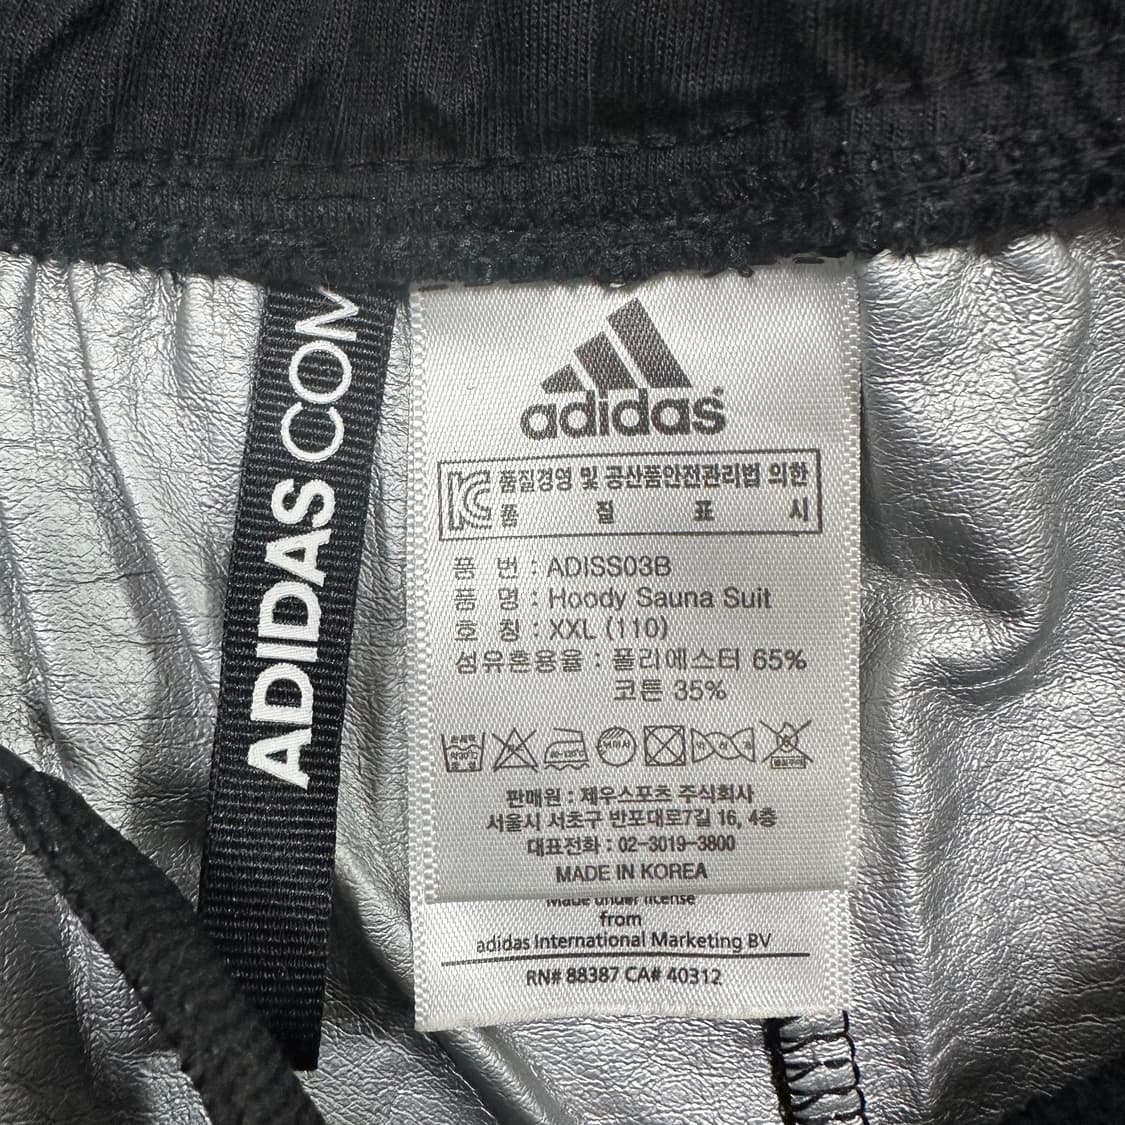 ADIDAS COM
adidas
품질경영 및 공산품안전관리법 의한
품 질 표 시
품 번 : ADISS03B
품 명 : Hoody Sauna Suit
호 칭 : XXL (110)
섬유혼용율 : 폴리에스터 65%
코튼 35%
판매원 : 제우스포츠 주식회사
서울시 서초구 반포대로7길 16, 4층
대표전화 : 02-3019-3800
MADE IN KOREA
Made under license
from
adidas International Marketing BV
RN# 88387 CA# 40312